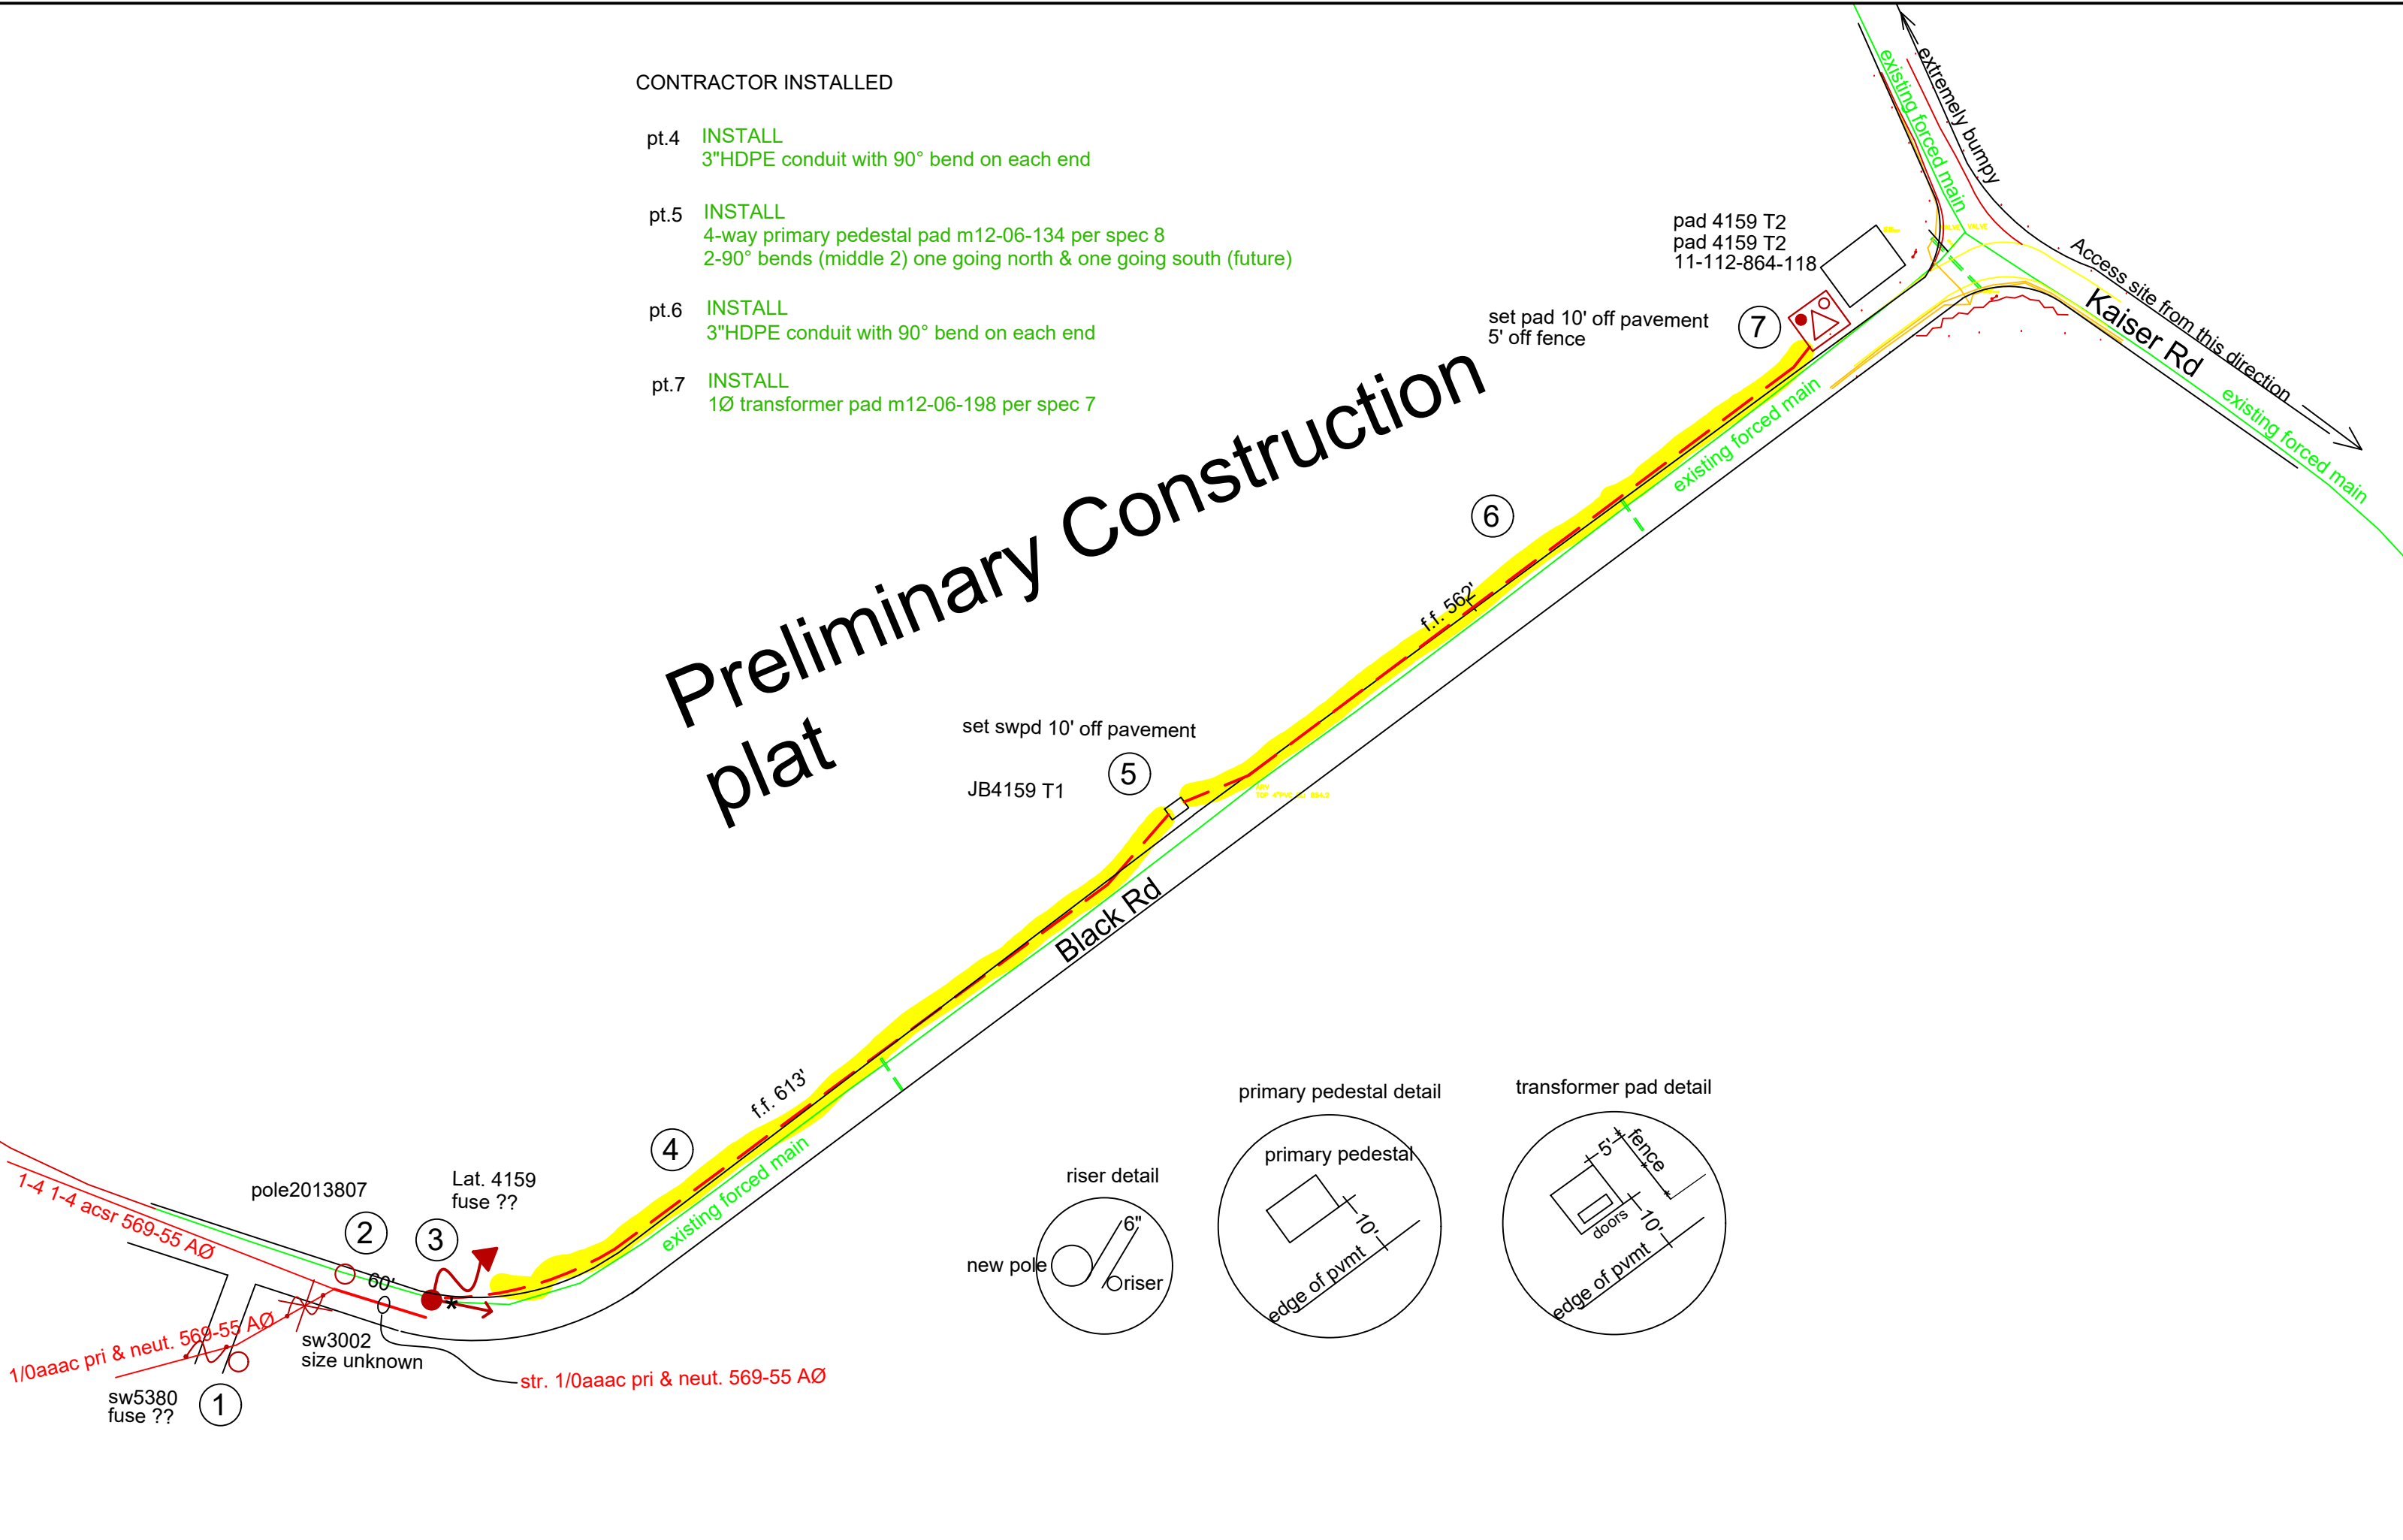 CONTRACTOR INSTALLED
pt.4 INSTALL
3"HDPE conduit with 90° bend on each end
pt.5 INSTALL
4-way primary pedestal pad m12-06-134 per spec 8
2-90° bends (middle 2) one going north & one going south (future)
pt.6 INSTALL
3"HDPE conduit with 90° bend on each end
pt.7 INSTALL
1Ø transformer pad m12-06-198 per spec 7
existing forced main
extremely bumpy
pad 4159 T2
pad 4159 T2
11-112-864-118
Access site from this direction
Kaiser Rd
existing forced main
set pad 10' off pavement
5' off fence
7
existing forced main
Preliminary Construction
plat
6
f.f. 562'
set swpd 10' off pavement
5
JB4159 T1
Black Rd
f.f. 613'
4
existing forced main
primary pedestal detail
primary pedestal
10'
edge of pvmt
transformer pad detail
5'
fence
doors
10'
edge of pvmt
riser detail
6"
new pole
riser
Lat. 4159
fuse ??
pole2013807
2
3
60'
*
1-4 1-4 acsr 569-55 AØ
1/0aaac pri & neut. 569-55 AØ
sw3002
size unknown
str. 1/0aaac pri & neut. 569-55 AØ
sw5380
fuse ??
1